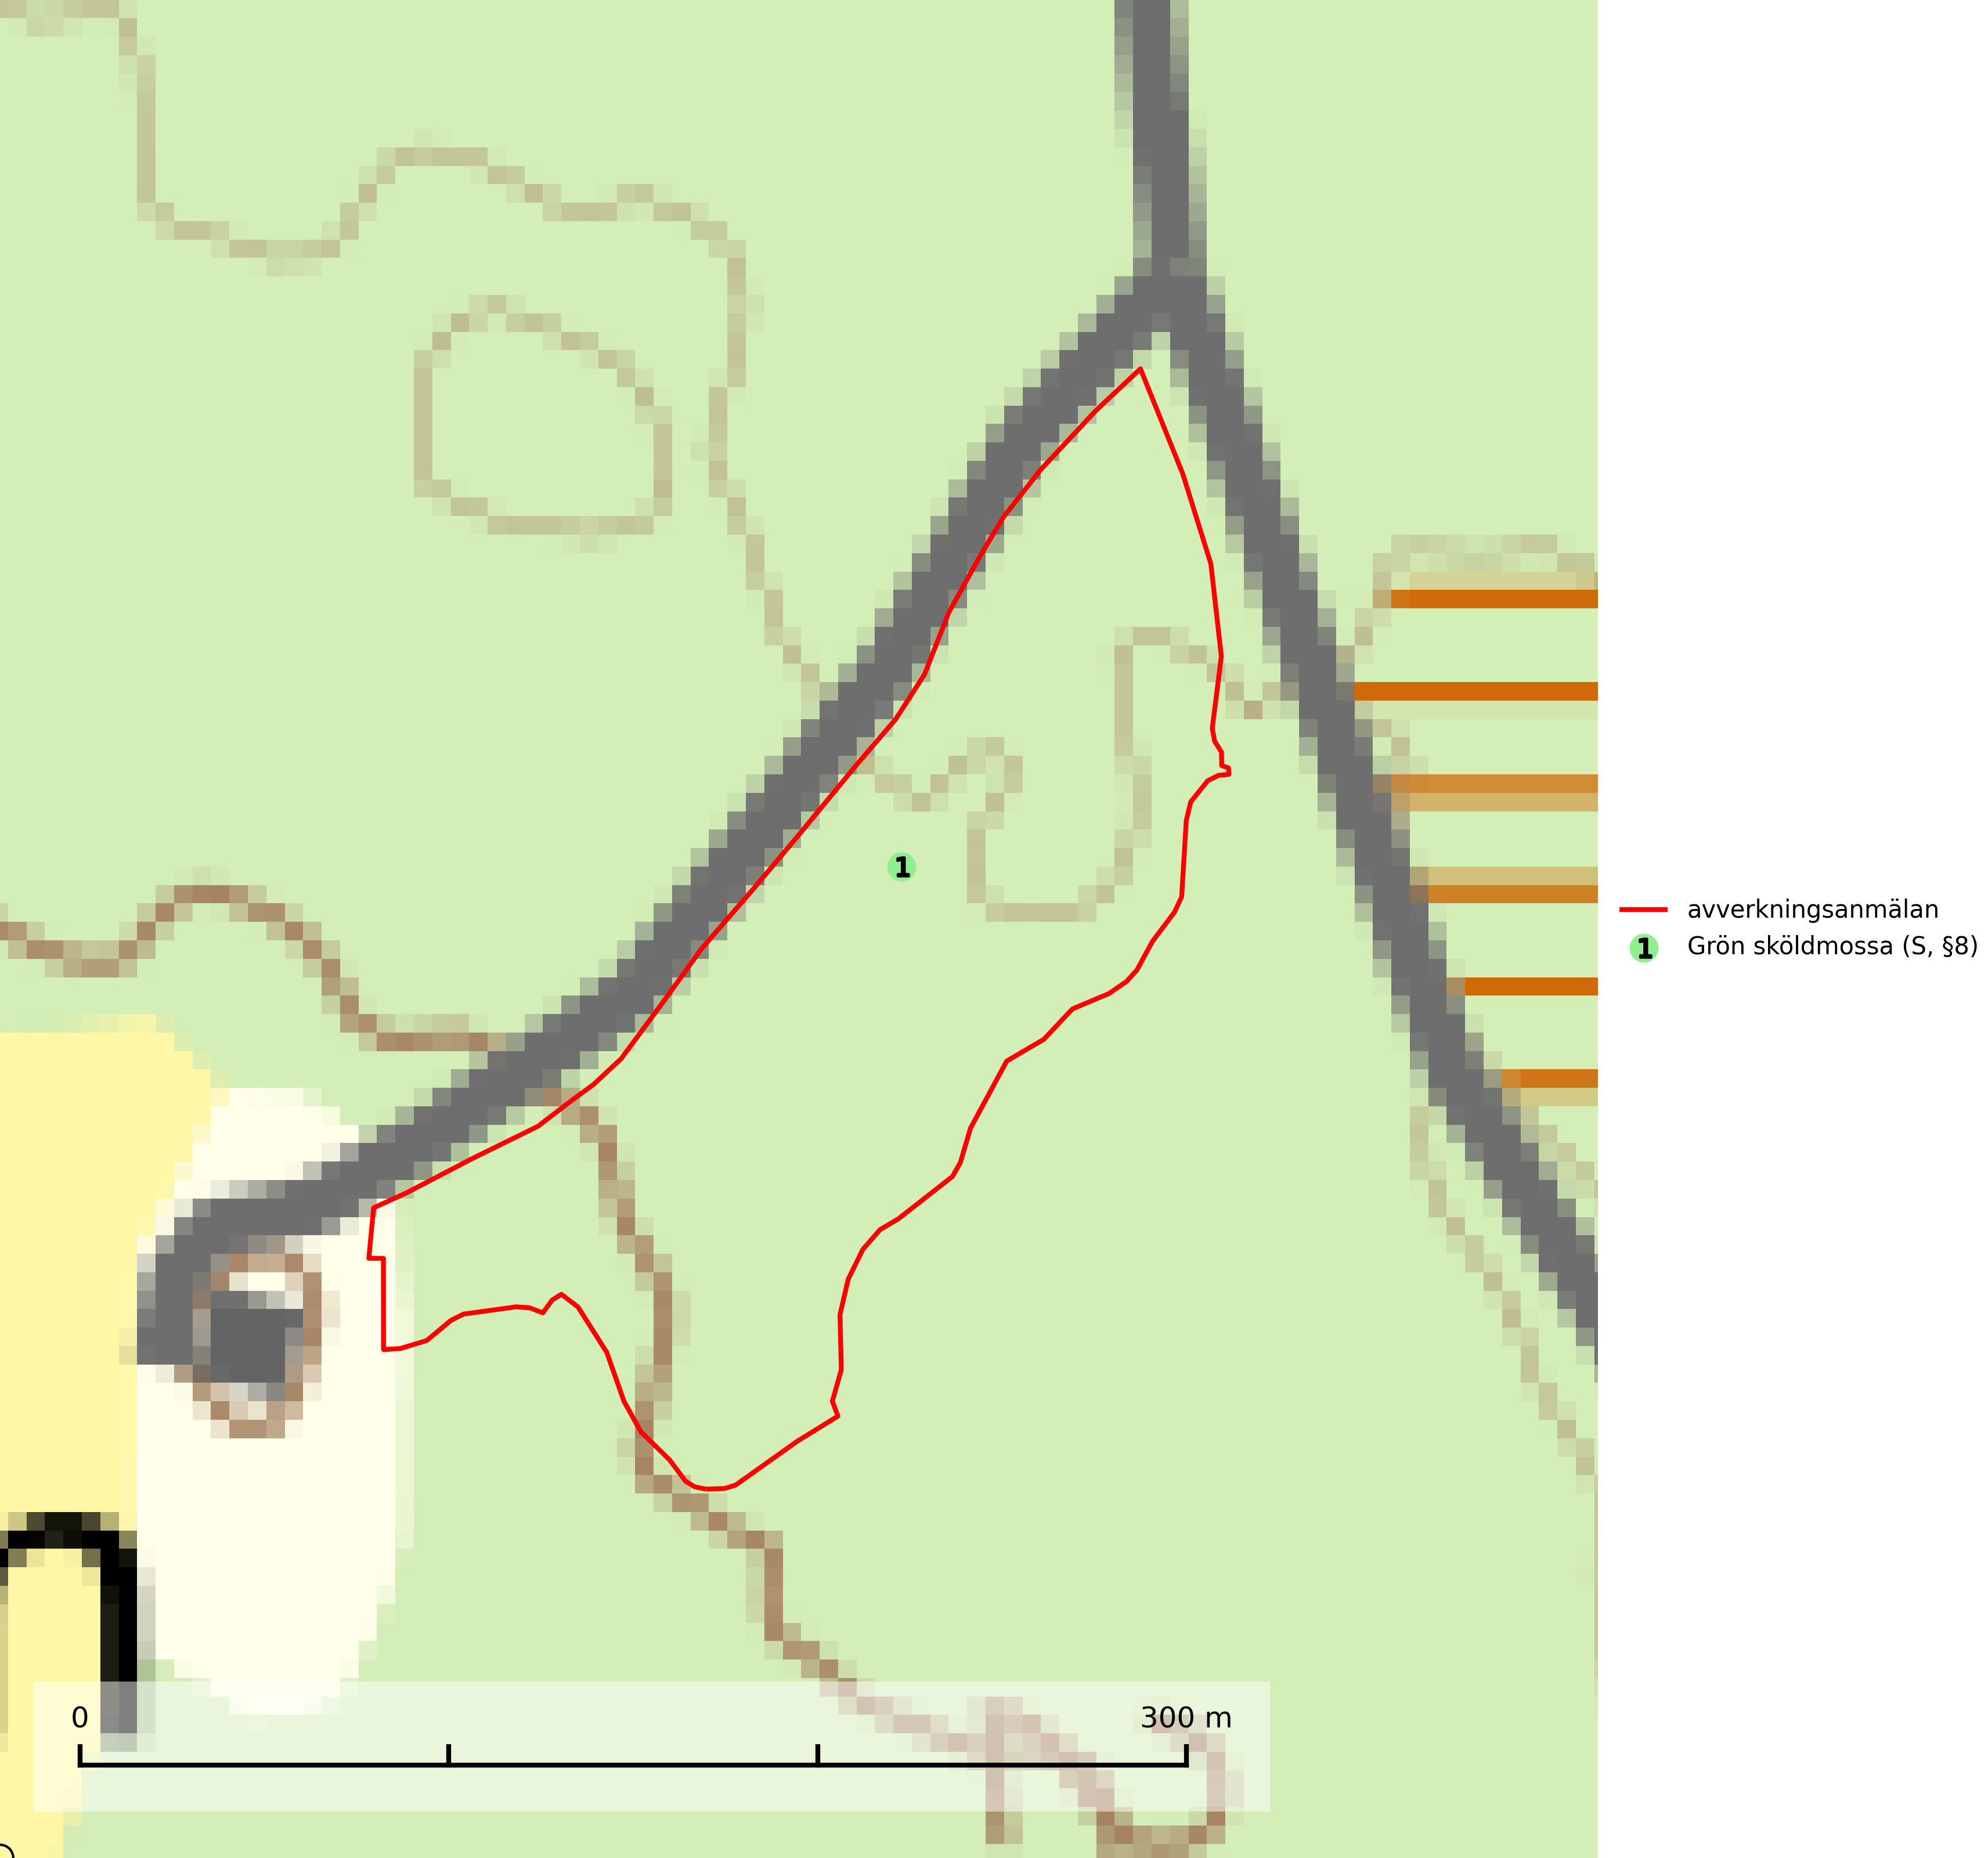 1
avverkningsanmälan
1 Grön sköldmossa (S, §8)
0 300 m